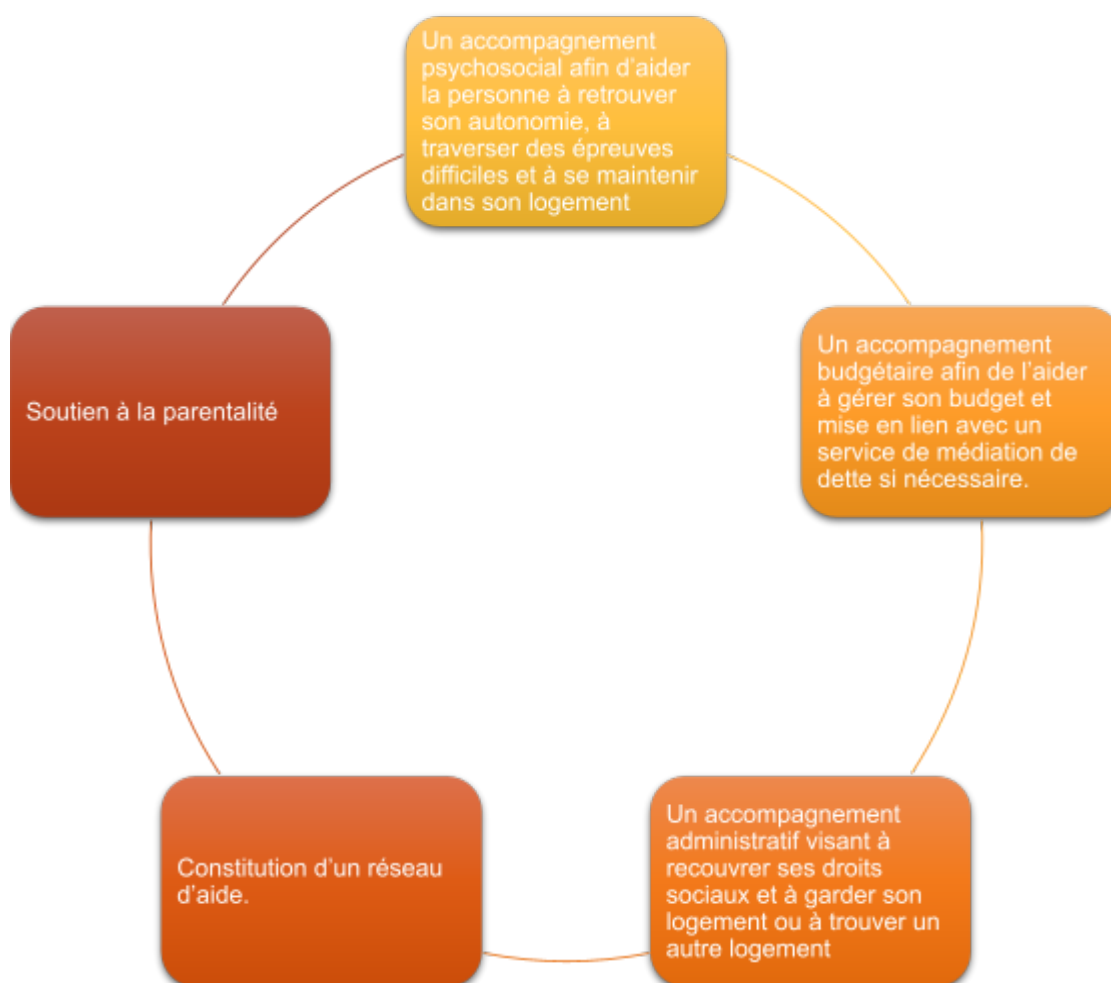 Un accompagnement
psychosocial afin d'aider
la personne à retrouver
son autonomie, à
traverser des épreuves
difficiles et à se maintenir
dans son logement
Un accompagnement
budgétaire afin de l'aider
à gérer son budget et
mise en lien avec un
service de médiation de
dette si nécessaire.
Un accompagnement
administratif visant à
recouvrer ses droits
sociaux et à garder son
logement ou à trouver un
autre logement
Constitution d'un réseau
d'aide.
Soutien à la parentalité